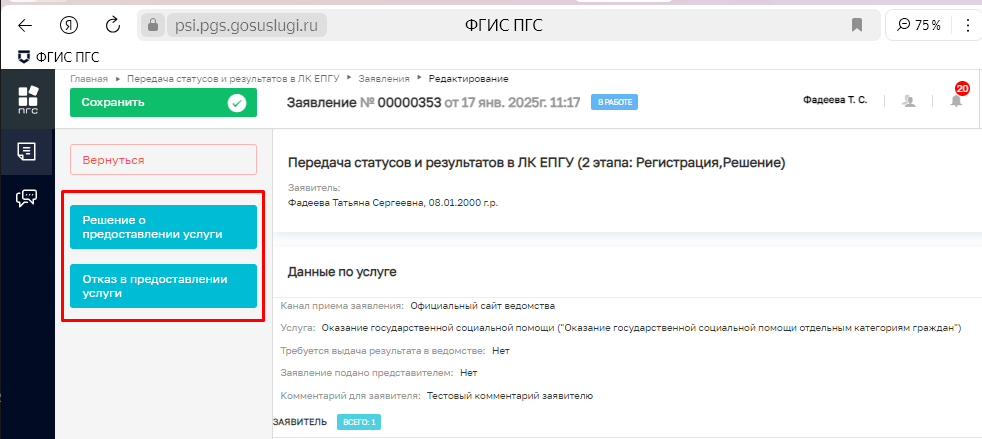 psi.pgs.gosuslugi.ru
ФГИС ПГС
75 %
ФГИС ПГС
Главная ▸ Передача статусов и результатов в ЛК ЕПГУ ▸ Заявления ▸ Редактирование
ПГС
Сохранить
Заявление № 00000353 от 17 янв. 2025г. 11:17
В РАБОТЕ
Фадеева Т. С.
20
Вернуться
Решение о
предоставлении услуги
Отказ в предоставлении
услуги
Передача статусов и результатов в ЛК ЕПГУ (2 этапа: Регистрация,Решение)
Заявитель:
Фадеева Татьяна Сергеевна, 08.01.2000 г.р.
Данные по услуге
Канал приема заявления: Официальный сайт ведомства
Услуга: Оказание государственной социальной помощи ("Оказание государственной социальной помощи отдельным категориям граждан")
Требуется выдача результата в ведомстве: Нет
Заявление подано представителем: Нет
Комментарий для заявителя: Тестовый комментарий заявителю
ЗАЯВИТЕЛЬ ВСЕГО: 1